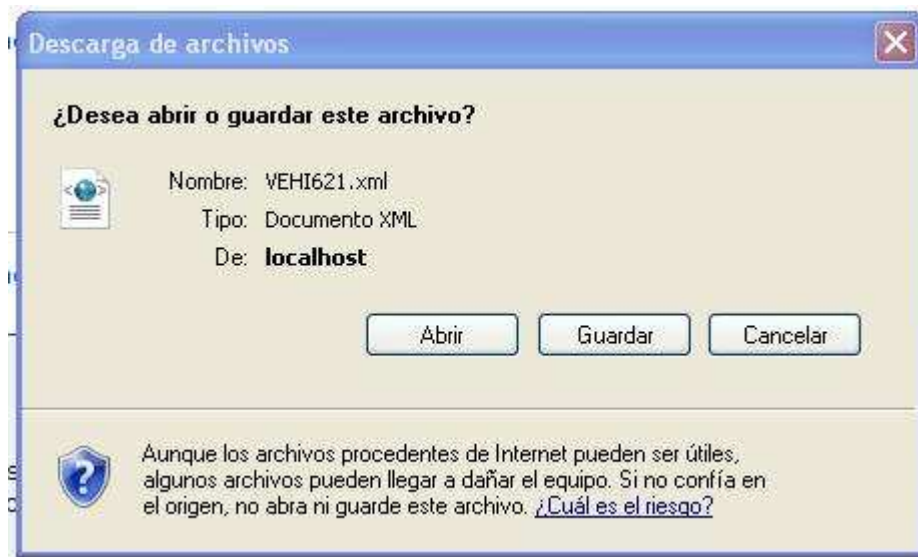 Descarga de archivos
¿Desea abrir o guardar este archivo?
Nombre: VEHI621.xml
Tipo: Documento XML
De: localhost
Abrir Guardar Cancelar
Aunque los archivos procedentes de Internet pueden ser útiles,
algunos archivos pueden llegar a dañar el equipo. Si no confía en
el origen, no abra ni guarde este archivo. ¿Cuál es el riesgo?